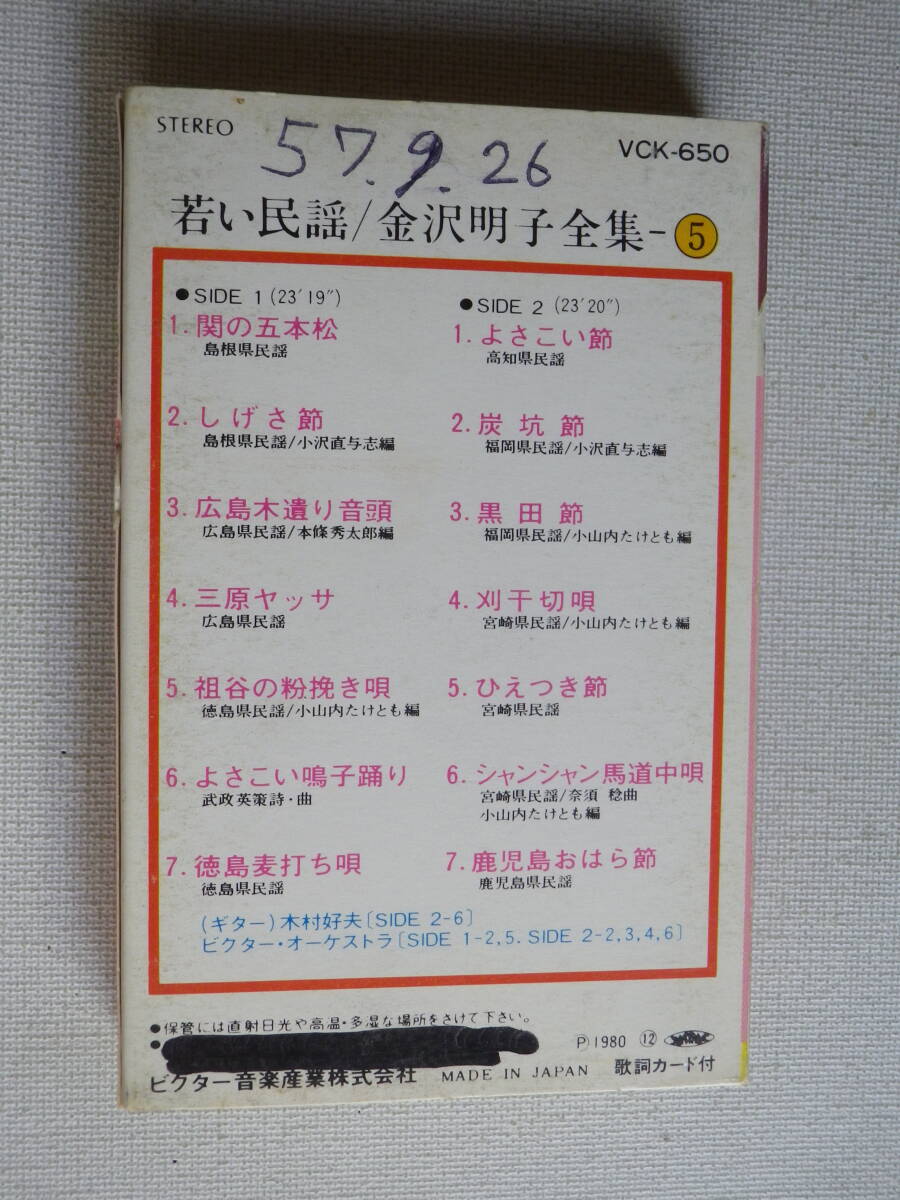 STEREO
57.9.26
VCK-650
若い民謡/金沢明子全集-⑤
●SIDE 1 (23'19")
1.関の五本松
島根県民謡
2.しげさ節
島根県民謡/小沢直与志編
3.広島木遣り音頭
広島県民謡/本條秀太郎編
4.三原ヤッサ
広島県民謡
5.祖谷の粉挽き唄
徳島県民謡/小山内たけとも編
6.よさこい鳴子踊り
武政英策詩・曲
7.徳島麦打ち唄
徳島県民謡
●SIDE 2 (23'20")
1.よさこい節
高知県民謡
2.炭坑節
福岡県民謡/小沢直与志編
3.黒田節
福岡県民謡/小山内たけとも編
4.刈干切唄
宮崎県民謡/小山内たけとも編
5.ひえつき節
宮崎県民謡
6.シャンシャン馬道中唄
宮崎県民謡/奈須 稔曲
小山内たけとも編
7.鹿児島おはら節
鹿児島県民謡
(ギター)木村好夫〔SIDE 2-6〕
ビクター・オーケストラ〔SIDE 1-2,5. SIDE 2-2,3,4,6〕
●保管には直射日光や高温・多湿な場所をさけて下さい。
●
Ⓟ1980 ⑫
ビクター音楽産業株式会社 MADE IN JAPAN 歌詞カード付